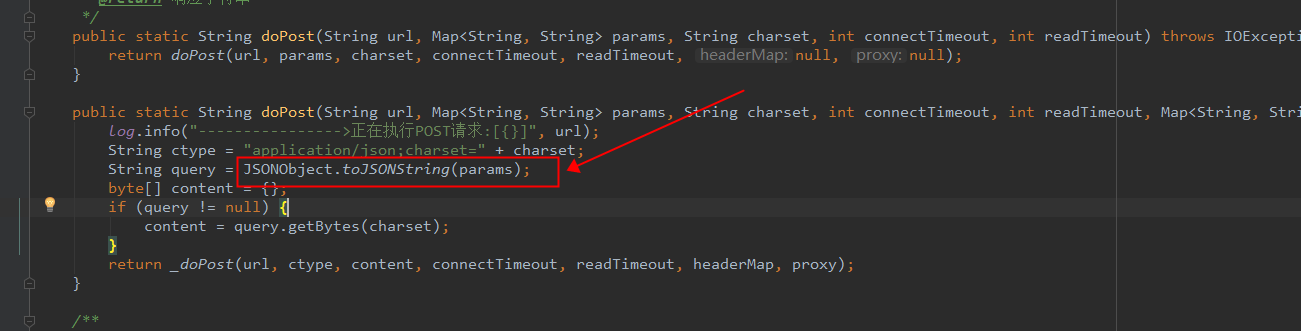 @return 响应字符串
*/
public static String doPost(String url, Map<String, String> params, String charset, int connectTimeout, int readTimeout) throws IOExcepti
return doPost(url, params, charset, connectTimeout, readTimeout, headerMap: null, proxy: null);
}
public static String doPost(String url, Map<String, String> params, String charset, int connectTimeout, int readTimeout, Map<String, Stri
log.info("---------------->正在执行POST请求:[{}]", url);
String ctype = "application/json;charset=" + charset;
String query = JSONObject.toJSONString(params);
byte[] content = {};
if (query != null) {
content = query.getBytes(charset);
}
return _doPost(url, ctype, content, connectTimeout, readTimeout, headerMap, proxy);
}
/**